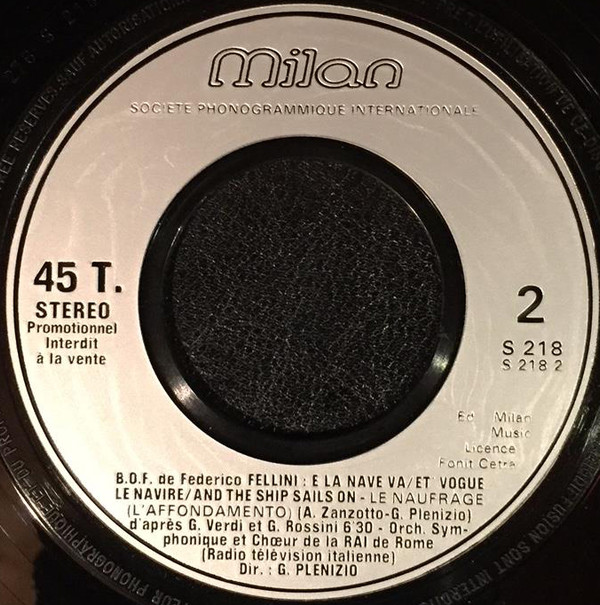 Milan
SOCIETE PHONOGRAMMIQUE INTERNATIONALE
45 T.
STEREO
Promotionnel
Interdit
à la vente
2
S 218
S 218 2
Ed Milan
Music
Licence
Fonit Cetra
B.O.F. de Federico FELLINI : E LA NAVE VA/ET VOGUE
LE NAVIRE/AND THE SHIP SAILS ON - LE NAUFRAGE
(L'AFFONDAMENTO) (A. Zanzotto-G. Plenizio)
d'après G. Verdi et G. Rossini 6'30 - Orch. Sym-
phonique et Chœur de la RAI de Rome
(Radio télévision italienne)
Dir. : G. PLENIZIO